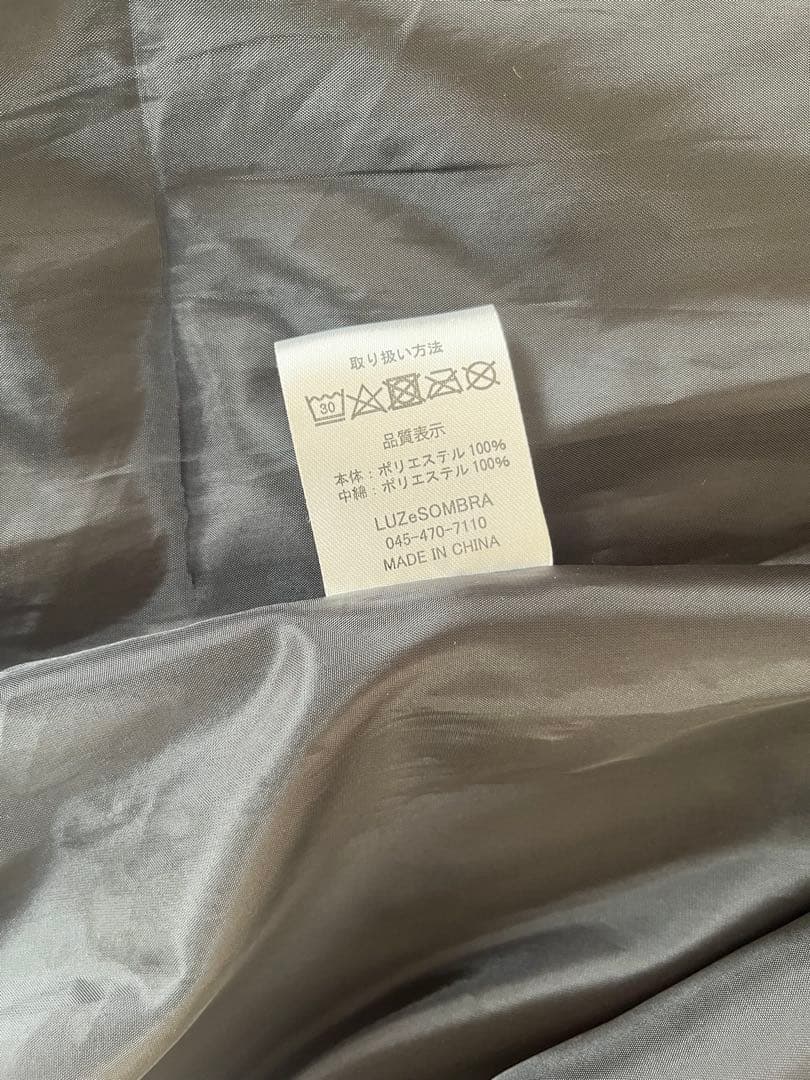 取り扱い方法
30
品質表示
本体：ポリエステル 100%
中綿：ポリエステル 100%
LUZeSOMBRA
045-470-7110
MADE IN CHINA